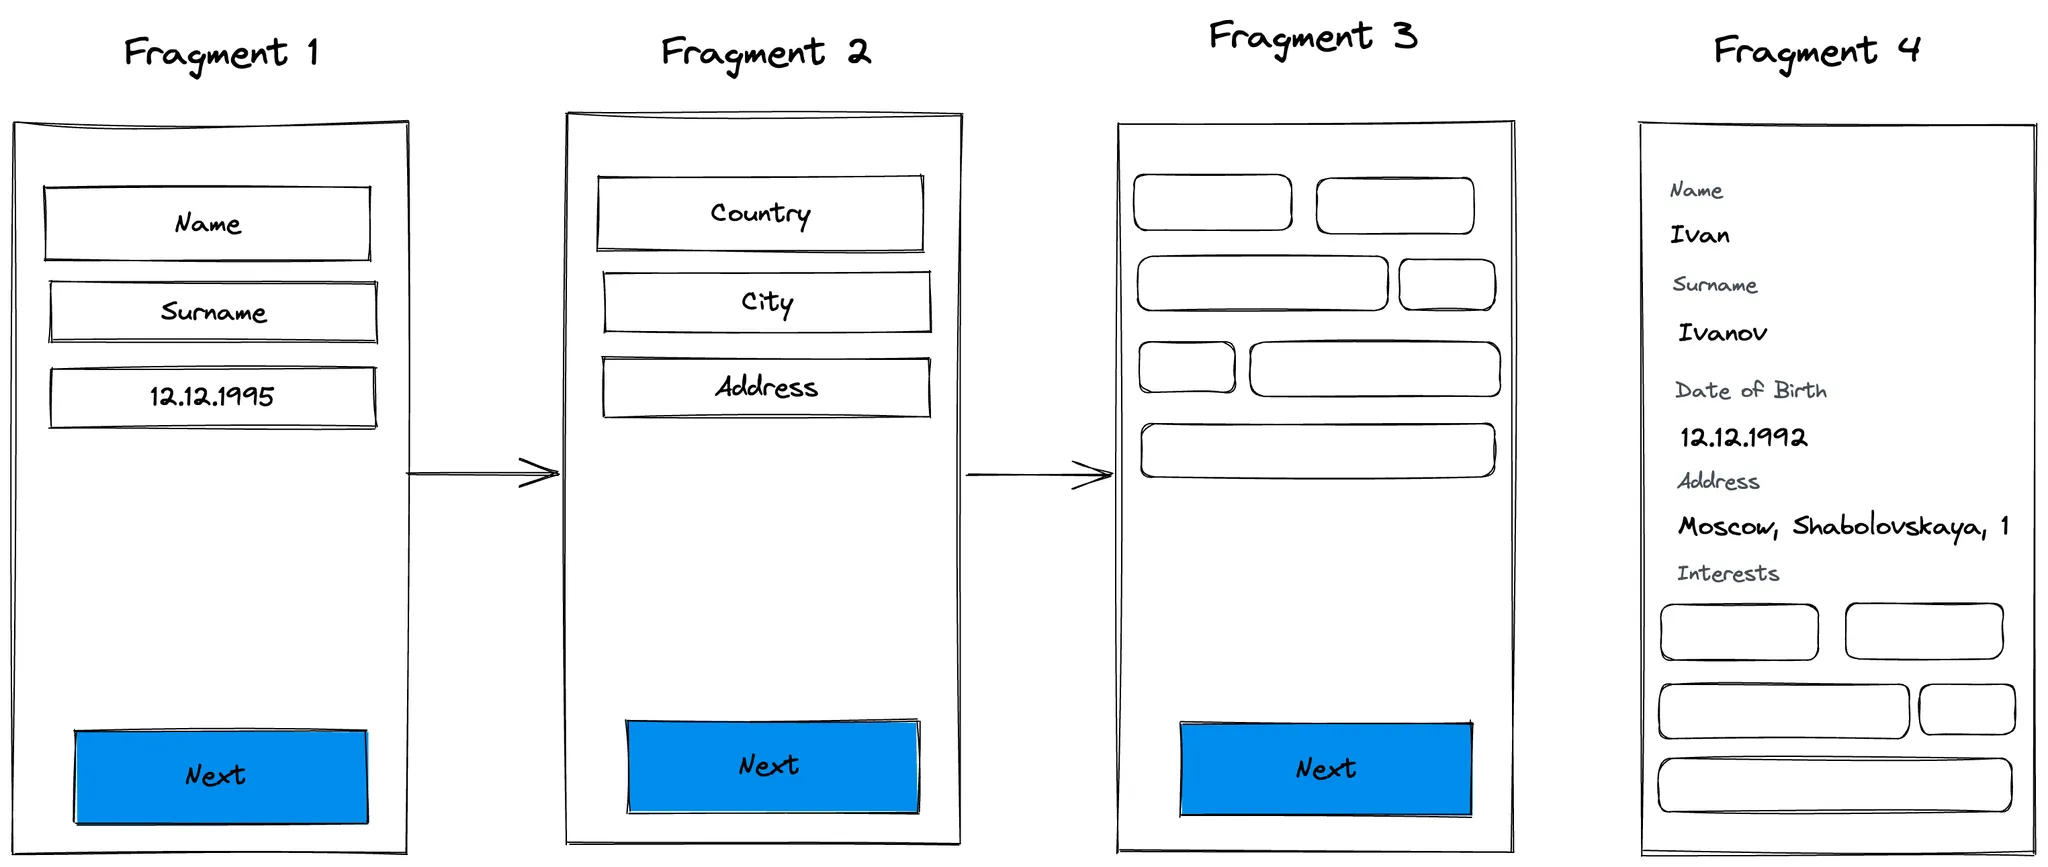 Fragment 1
Name
Surname
12.12.1995
Next
Fragment 2
Country
City
Address
Next
Fragment 3
Next
Fragment 4
Name
Ivan
Surname
Ivanov
Date of Birth
12.12.1992
Address
Moscow, Shabolovskaya, 1
Interests